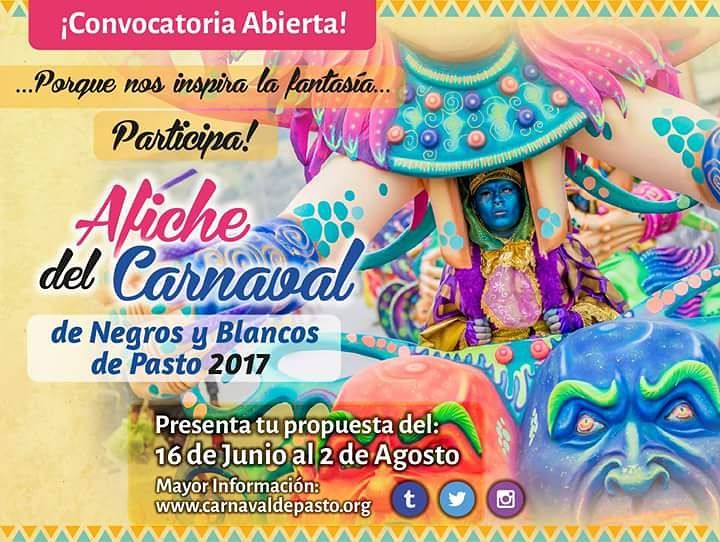 ¡Convocatoria Abierta!
...Porque nos inspira la fantasía...
Participa!
Afiche
del Carnaval
de Negros y Blancos
de Pasto 2017
Presenta tu propuesta del:
16 de Junio al 2 de Agosto
Mayor Información:
www.carnavaldepasto.org